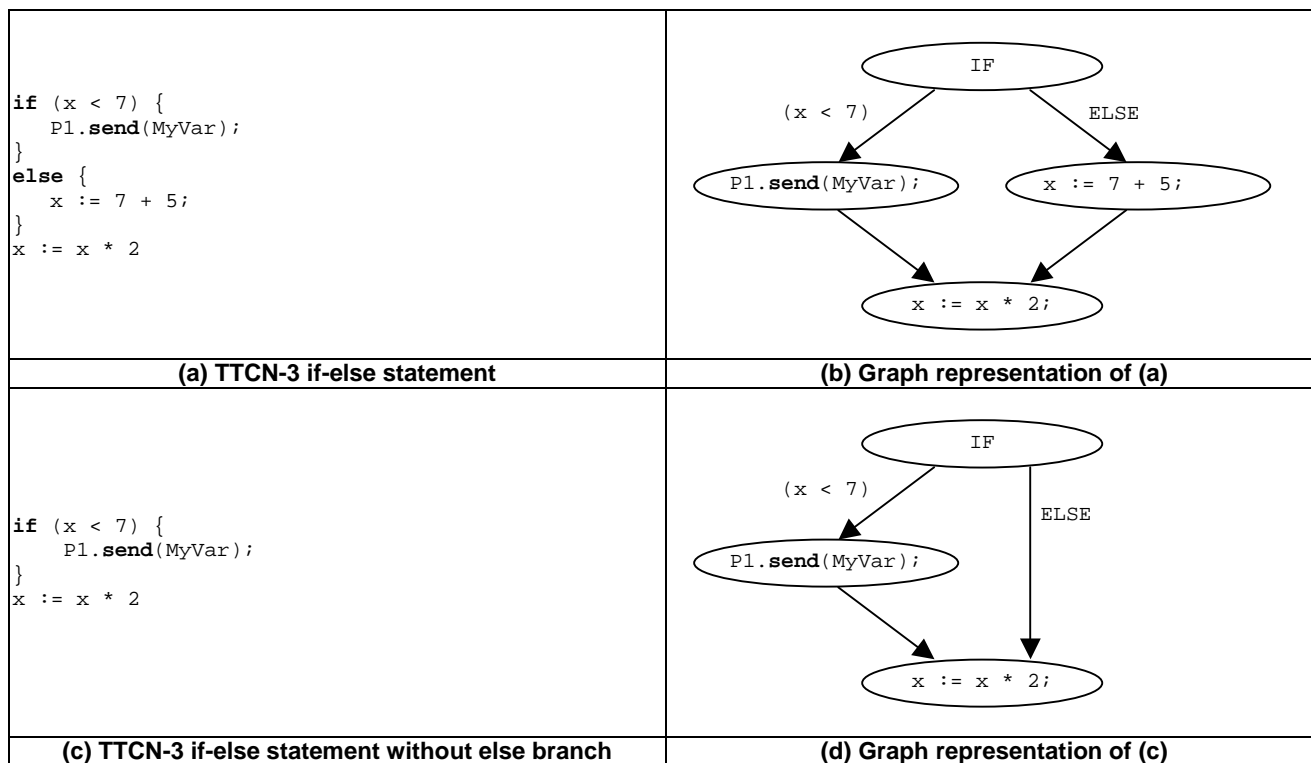 if (x < 7) {
P1.send(MyVar);
}
else {
x := 7 + 5;
}
x := x * 2
IF
(x < 7)
ELSE
P1.send(MyVar);
x := 7 + 5;
x := x * 2;
(a) TTCN-3 if-else statement
(b) Graph representation of (a)
if (x < 7) {
P1.send(MyVar);
}
x := x * 2
IF
(x < 7)
ELSE
P1.send(MyVar);
x := x * 2;
(c) TTCN-3 if-else statement without else branch
(d) Graph representation of (c)